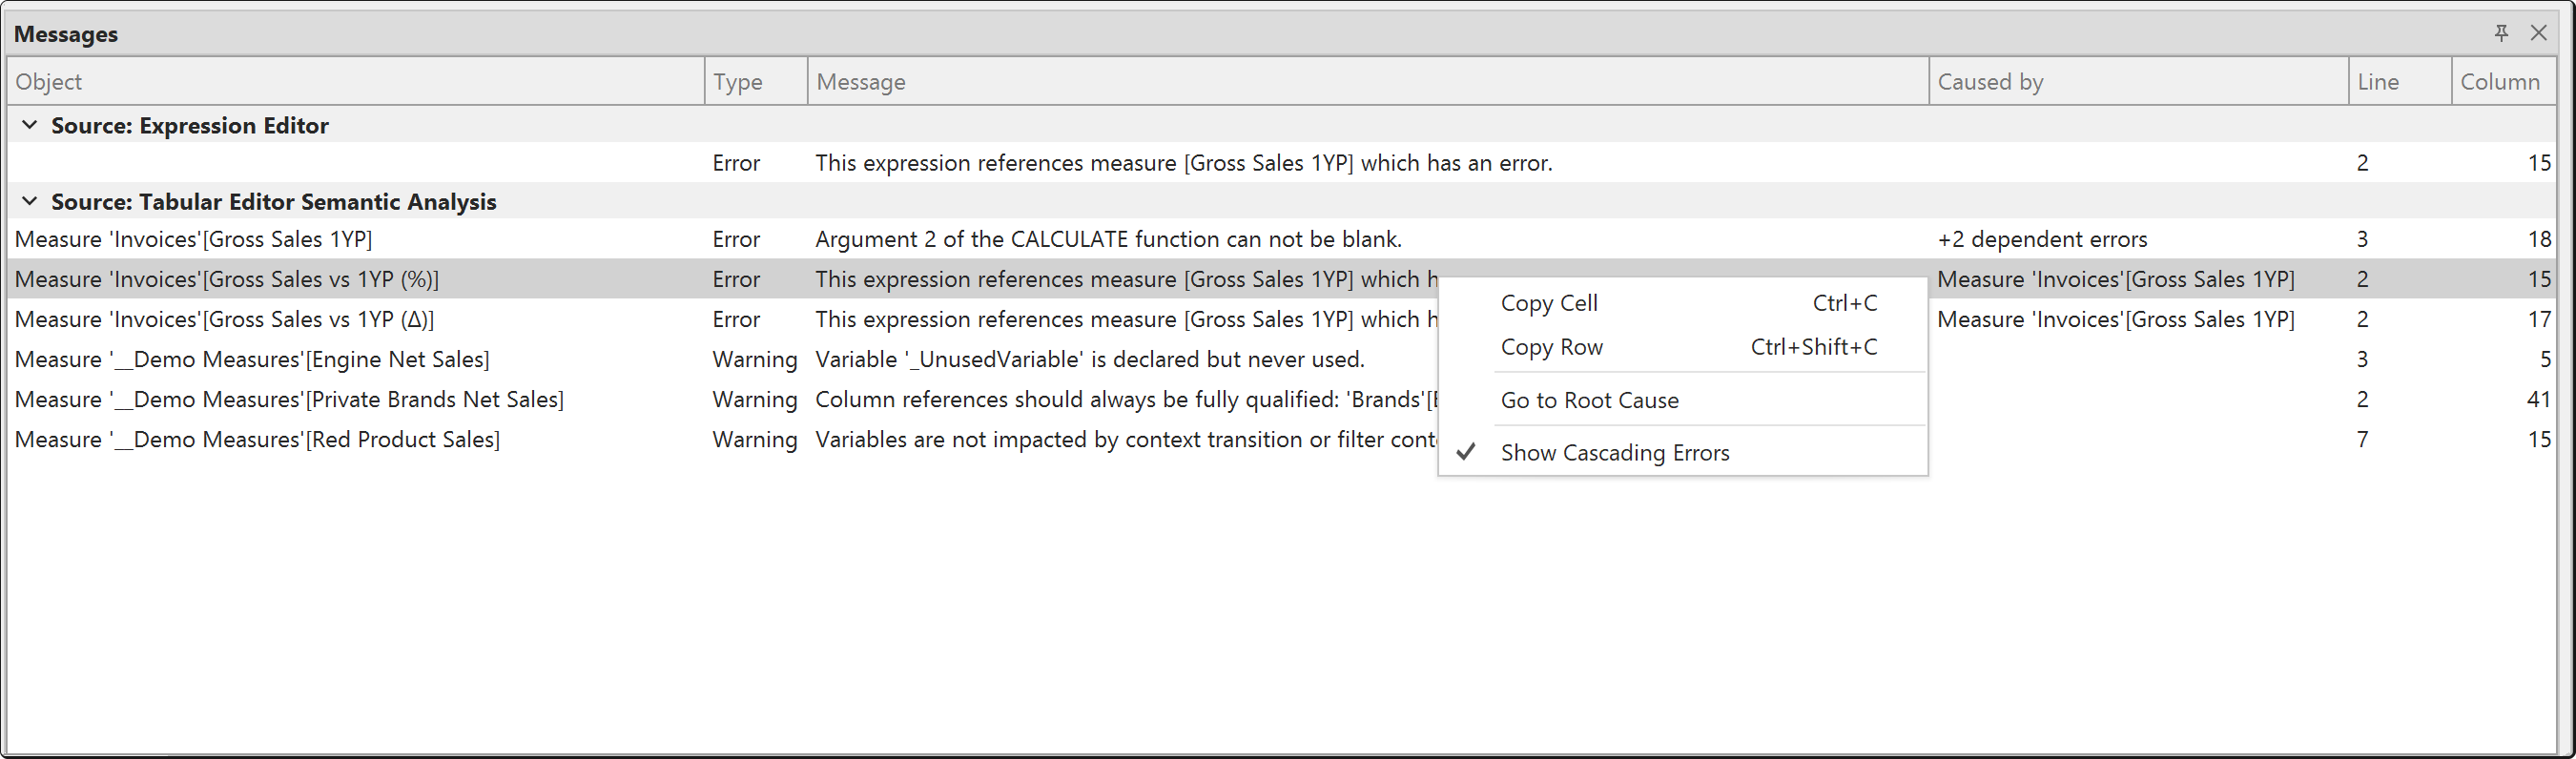 Messages
Object Type Message Caused by Line Column
Source: Expression Editor
Error This expression references measure [Gross Sales 1YP] which has an error. 2 15
Source: Tabular Editor Semantic Analysis
Measure 'Invoices'[Gross Sales 1YP] Error Argument 2 of the CALCULATE function can not be blank. +2 dependent errors 3 18
Measure 'Invoices'[Gross Sales vs 1YP (%)] Error This expression references measure [Gross Sales 1YP] which Measure 'Invoices'[Gross Sales 1YP] 2 15
Measure 'Invoices'[Gross Sales vs 1YP (Δ)] Error This expression references measure [Gross Sales 1YP] which Measure 'Invoices'[Gross Sales 1YP] 2 17
Measure '__Demo Measures'[Engine Net Sales] Warning Variable '_UnusedVariable' is declared but never used. 3 5
Measure '__Demo Measures'[Private Brands Net Sales] Warning Column references should always be fully qualified: 'Brands'[ 2 41
Measure '__Demo Measures'[Red Product Sales] Warning Variables are not impacted by context transition or filter 7 15
Copy Cell Ctrl+C
Copy Row Ctrl+Shift+C
Go to Root Cause
Show Cascading Errors